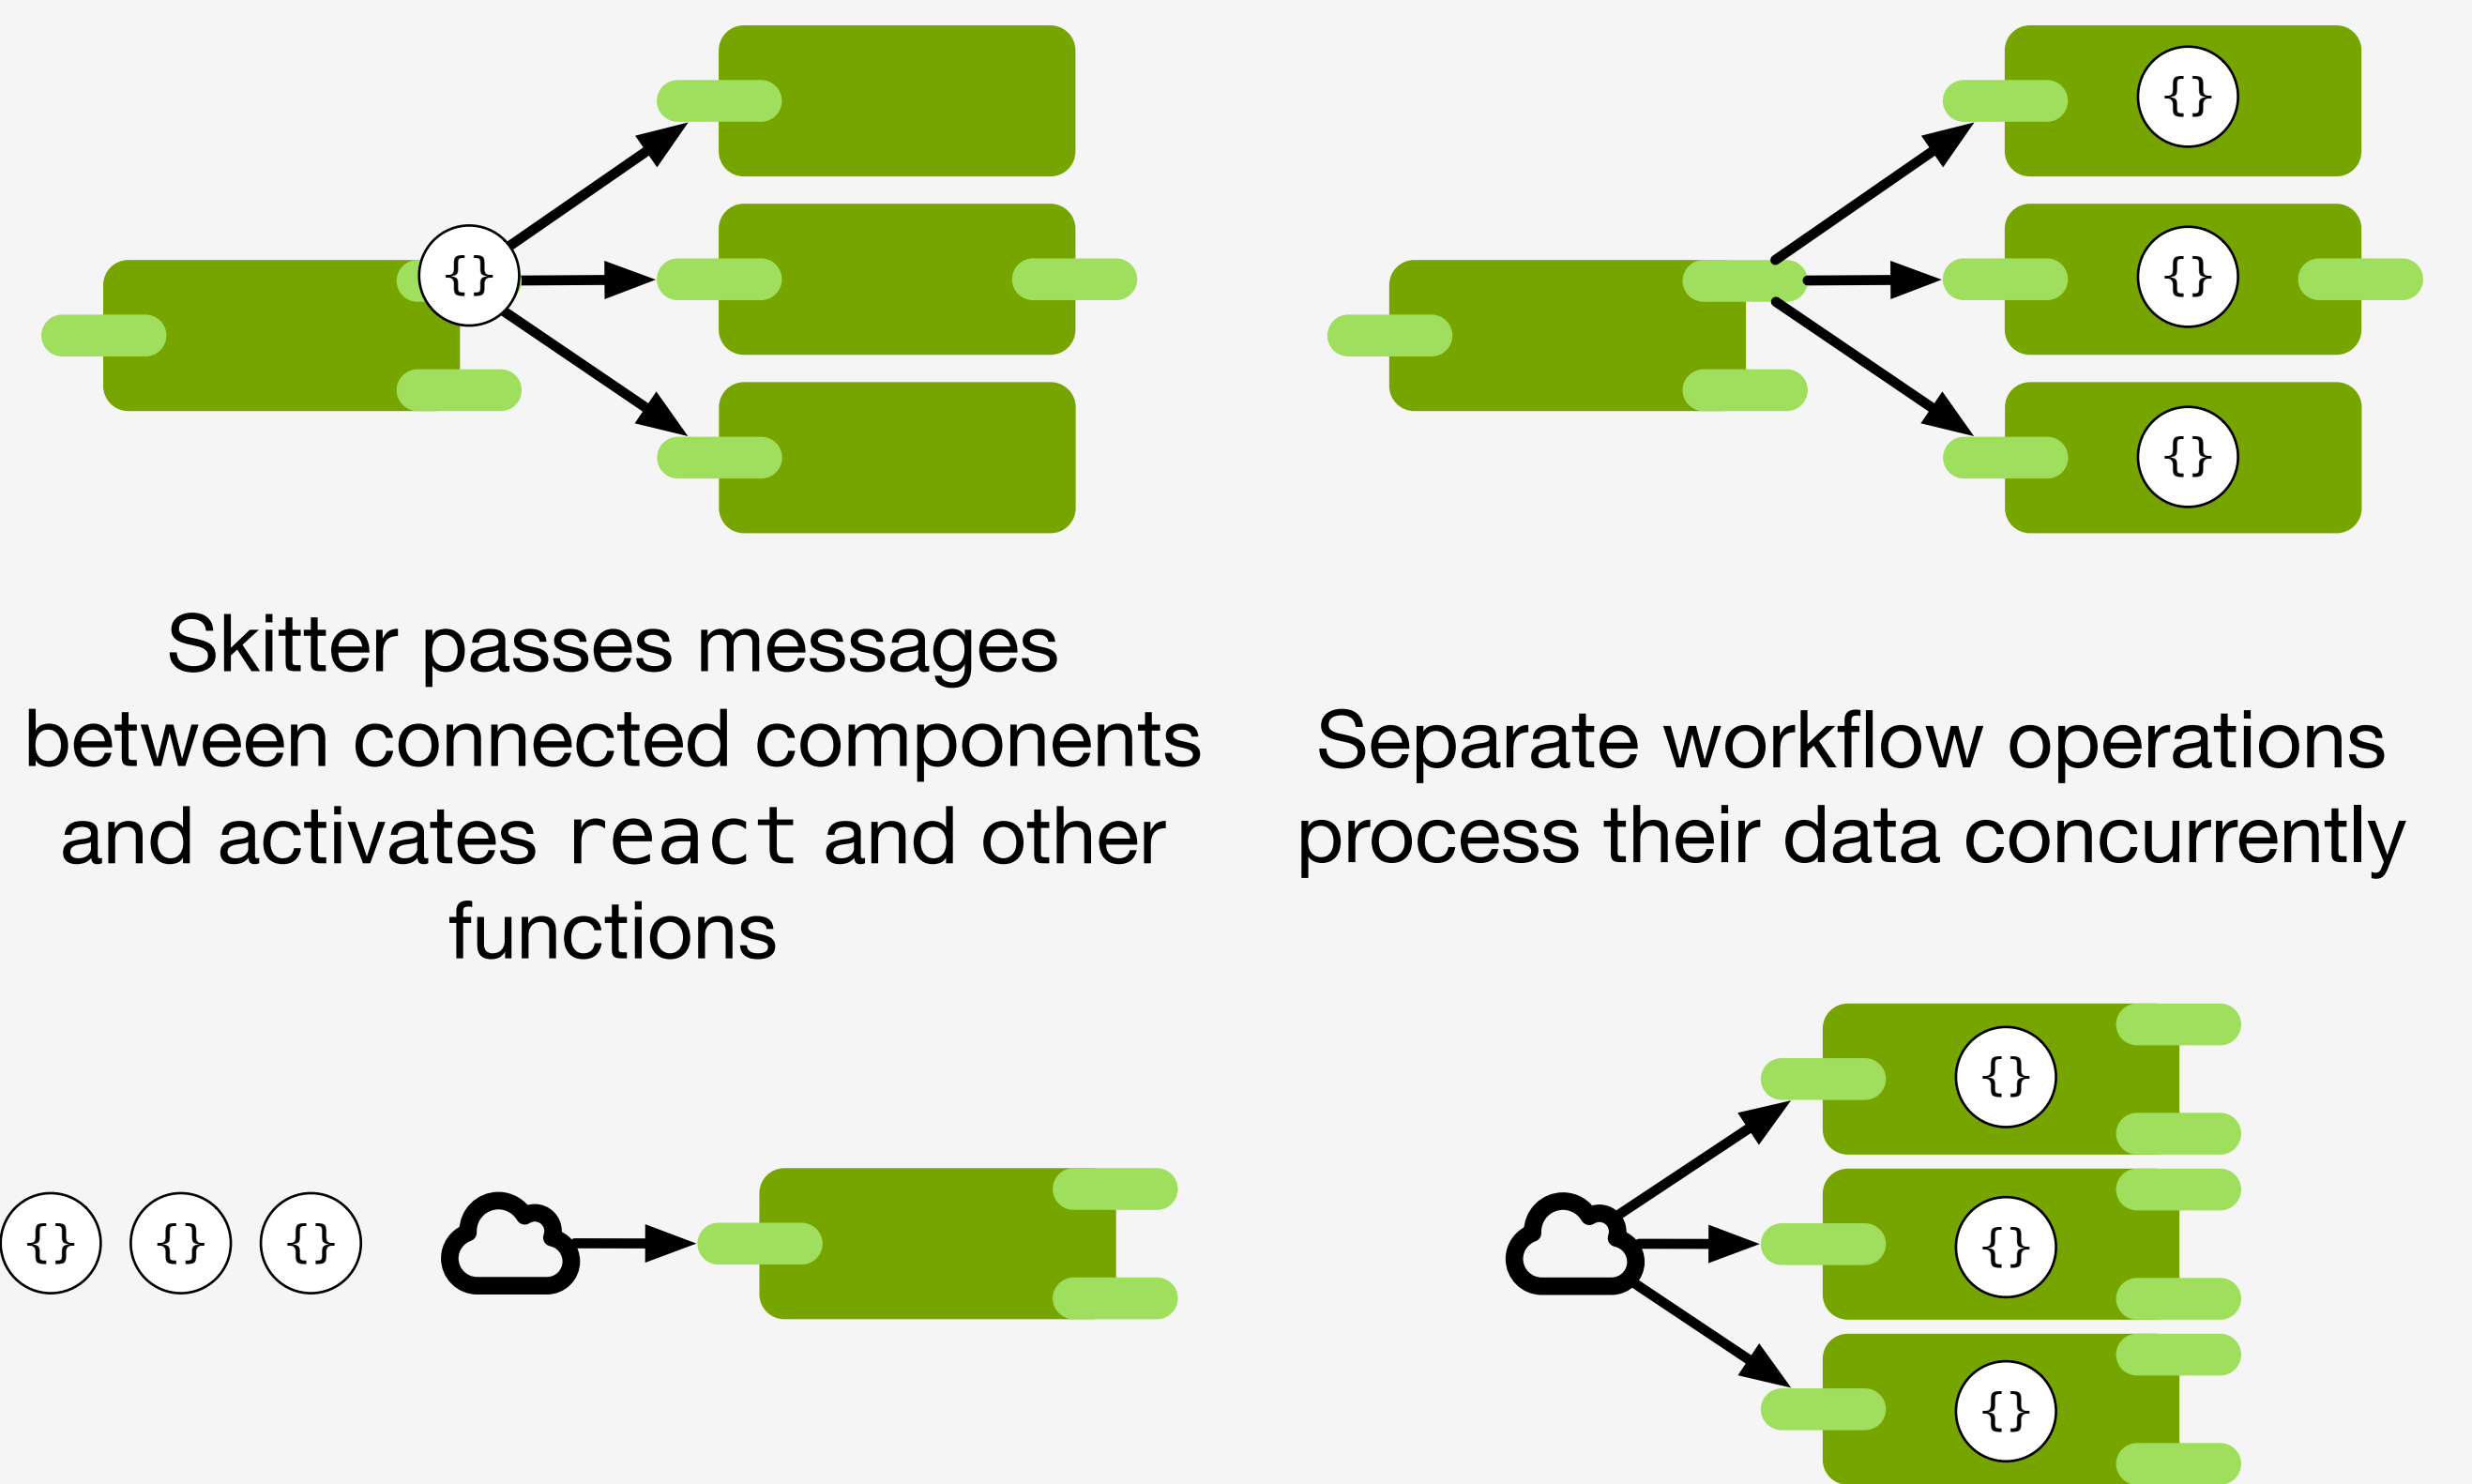 {}
{}
{}
{}
Skitter passes messages
between connected components
and activates react and other
functions
Separate workflow operations
process their data concurrently
{} {} {}
{}
{}
{}